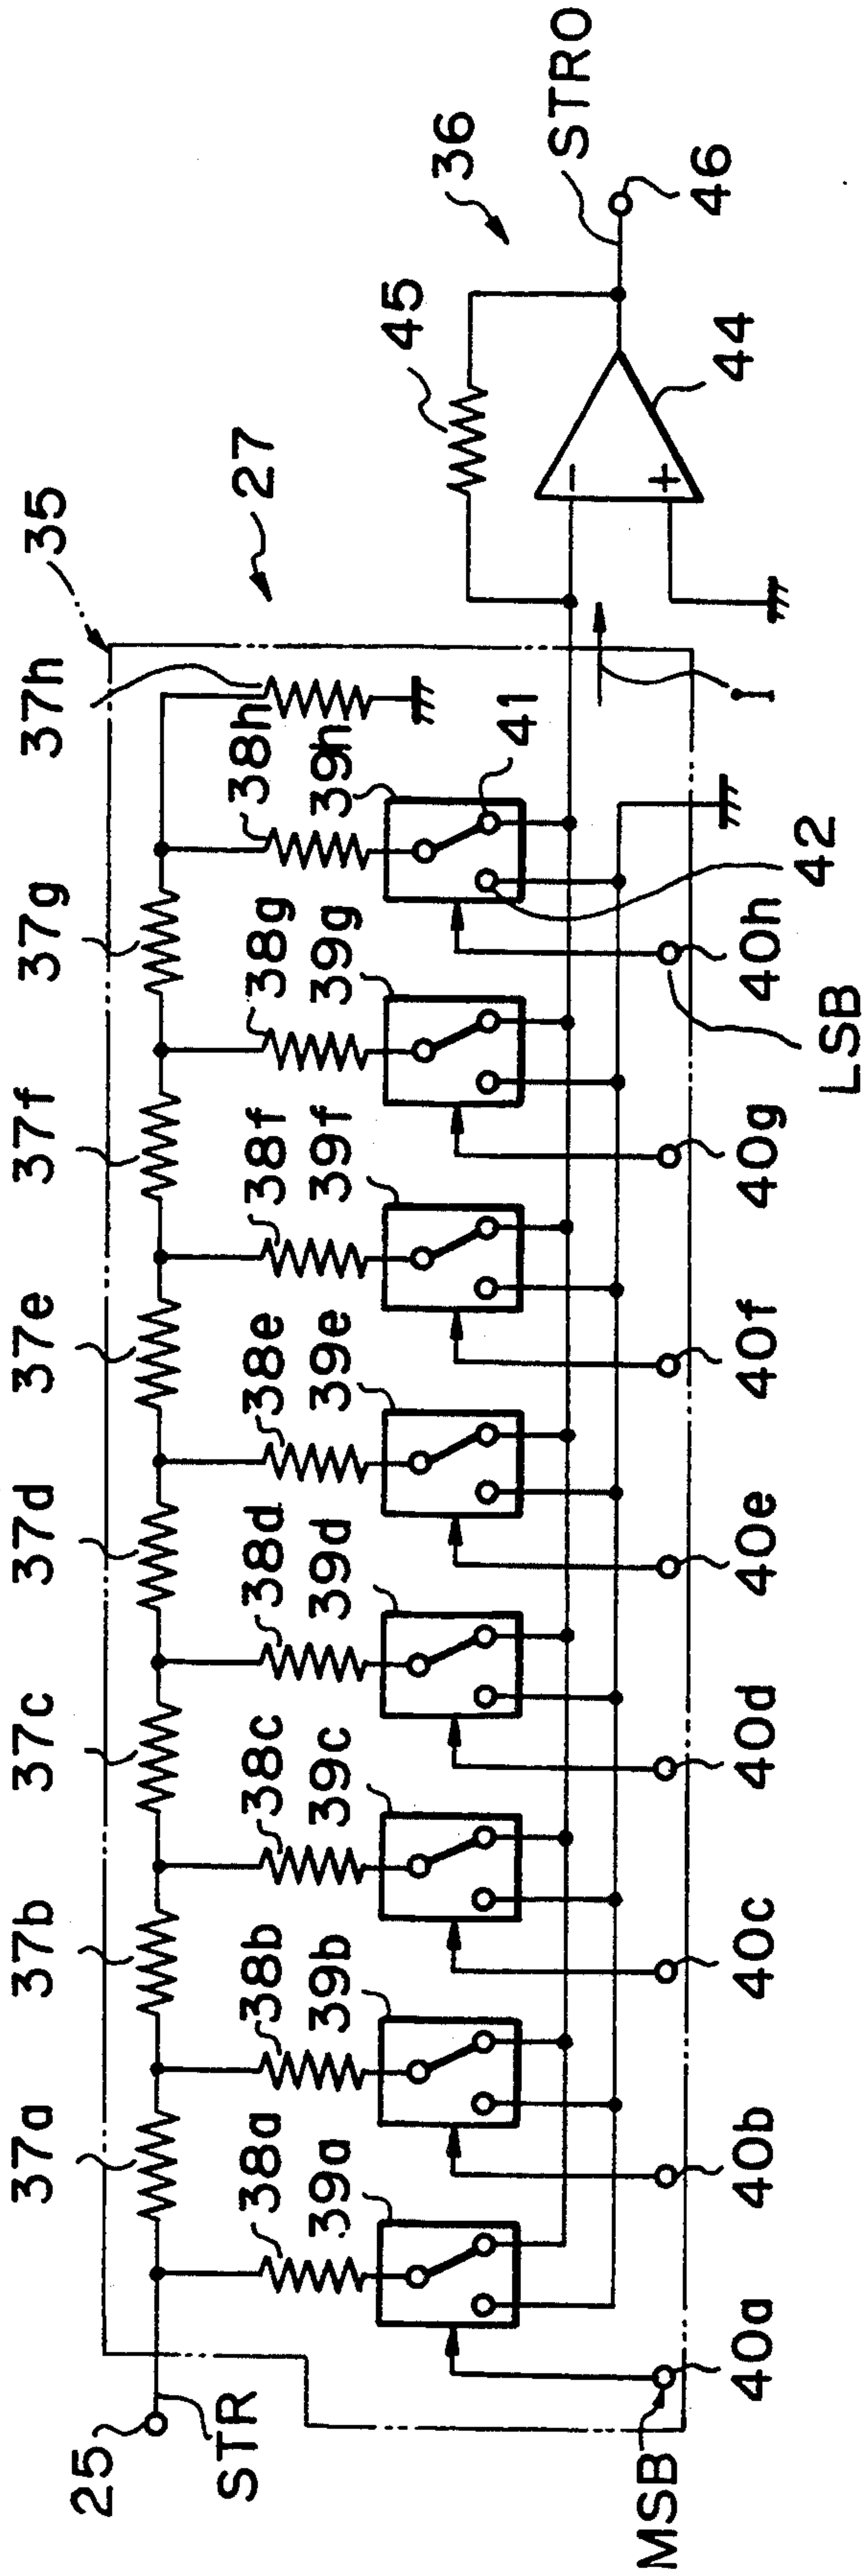 35
27
36
37a 37b 37c 37d 37e 37f 37g 37h
25
STR
38a 38b 38c 38d 38e 38f 38g 38h
39a 39b 39c 39d 39e 39f 39g 39h
45
41
STRO
−
+
46
44
I
42
MSB
40a 40b 40c 40d 40e 40f 40g 40h
LSB